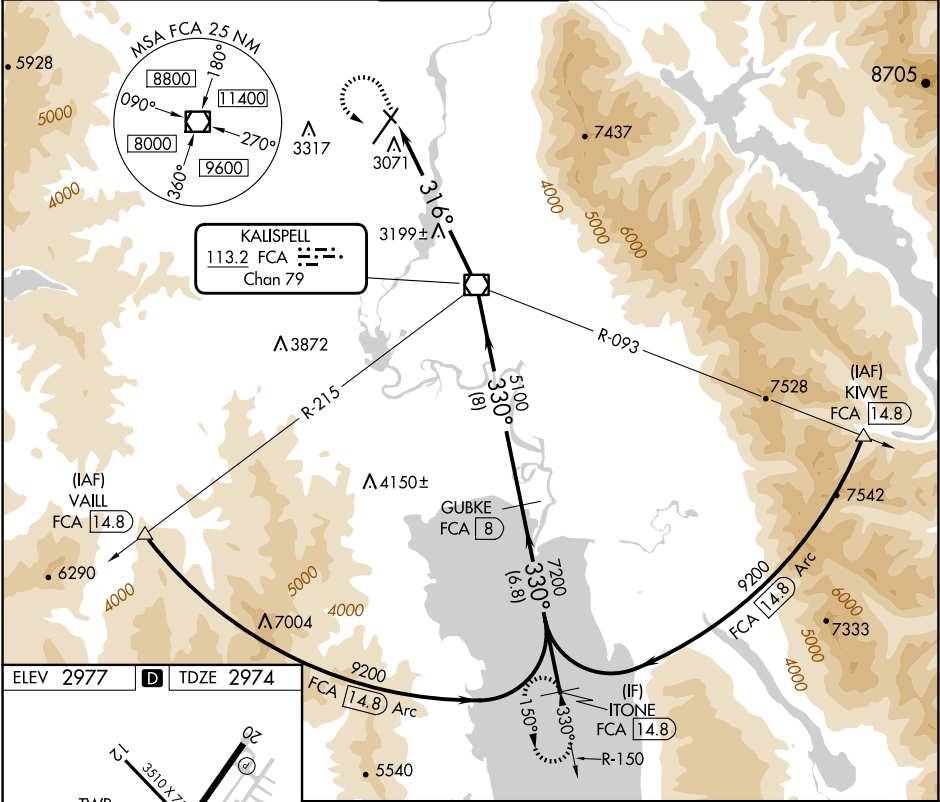 MSA FCA 25 NM
8800
180°
11400
090°
270°
8000
9600
360°
5928
5000
4000
3317
3071
316°
3199±
7437
4000
5000
6000
8705
KALISPELL
113.2 FCA
Chan 79
3872
R-215
R-093
5100
330°
(8)
7528
(IAF)
KIVVE
FCA 14.8
4150±
GUBKE
FCA 8
7542
(IAF)
VAILL
FCA 14.8
6290
4000
5000
4000
7004
7200
330°
(6.8)
9200
FCA 14.8 Arc
6000
7333
5000
4000
9200
FCA 14.8 Arc
(IF)
ITONE
FCA 14.8
150°
330°
R-150
5540
ELEV 2977 D TDZE 2974
20
P
12
3510 X